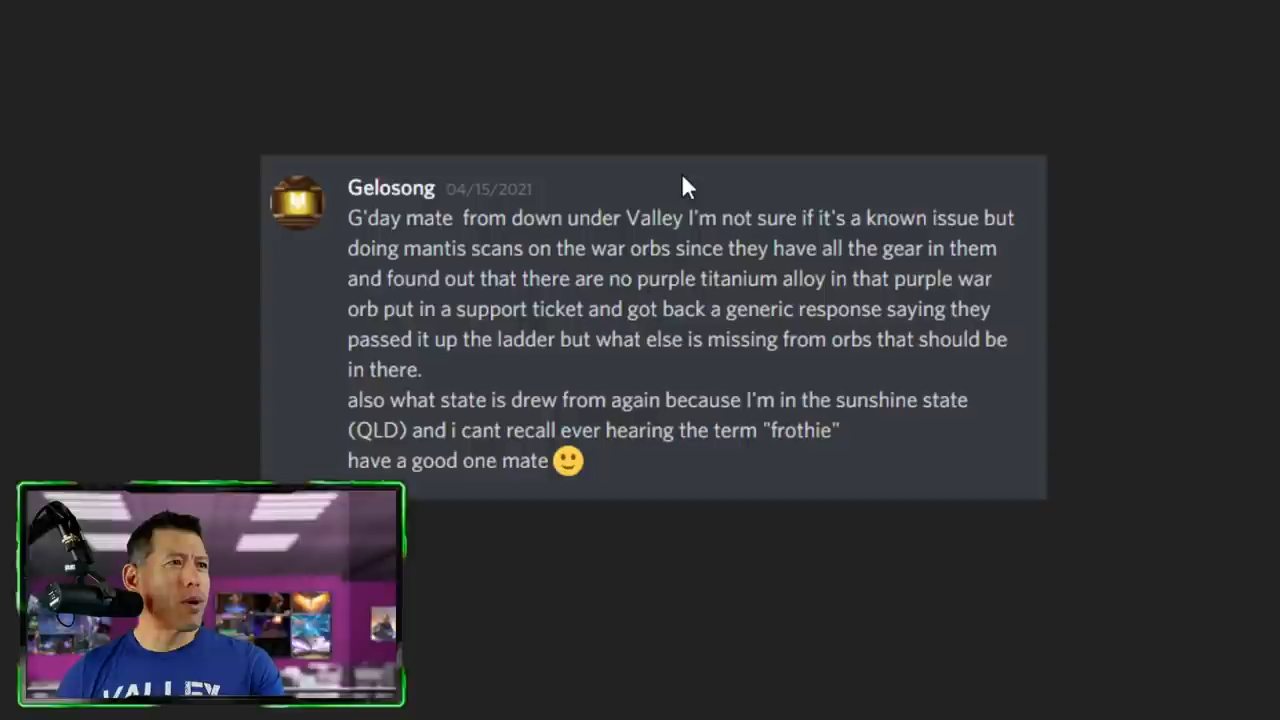 Gelosong 04/15/2021
G'day mate from down under Valley I'm not sure if it's a known issue but
doing mantis scans on the war orbs since they have all the gear in them
and found out that there are no purple titanium alloy in that purple war
orb put in a support ticket and got back a generic response saying they
passed it up the ladder but what else is missing from orbs that should be
in there.
also what state is drew from again because I'm in the sunshine state
(QLD) and i cant recall ever hearing the term "frothie"
have a good one mate 🙂
VALLEY